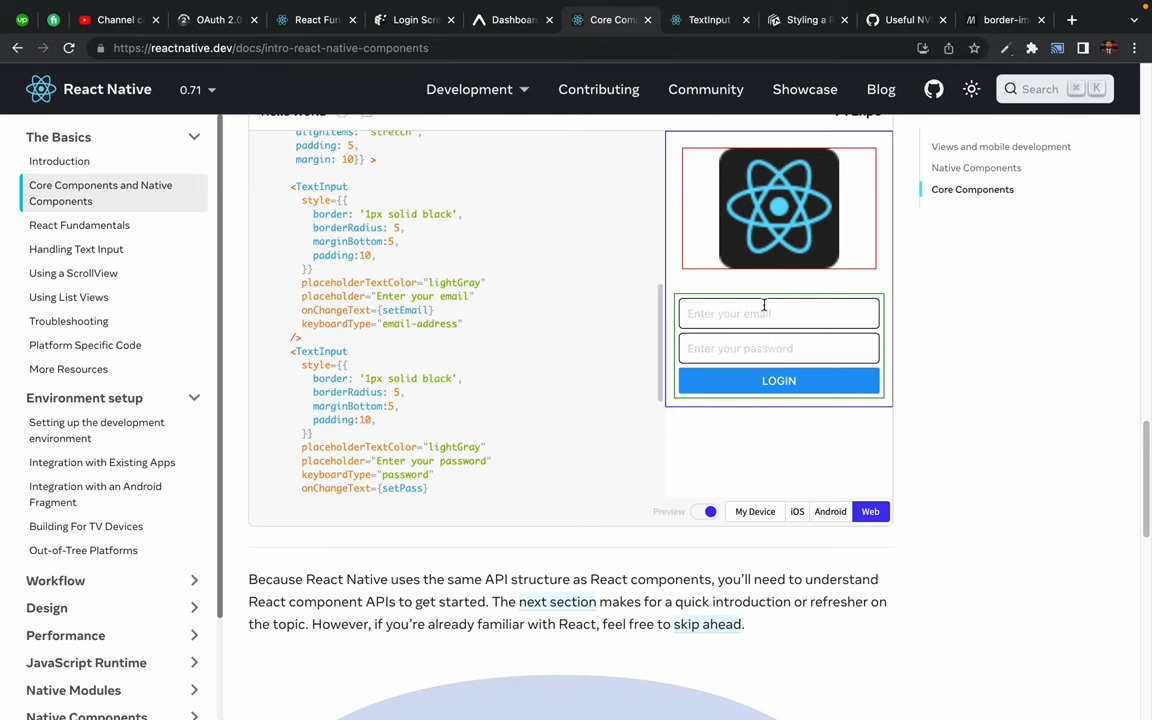 Channel c
OAuth 2.0
React Fun
Login Scre
Dashboar
Core Com
TextInput
Styling a R
Useful NV
border-im
https://reactnative.dev/docs/intro-react-native-components
React Native
0.71
Development
Contributing
Community
Showcase
Blog
Search
K
The Basics
Introduction
Core Components and Native
Components
React Fundamentals
Handling Text Input
Using a ScrollView
Using List Views
Troubleshooting
Platform Specific Code
More Resources
Environment setup
Setting up the development
environment
Integration with Existing Apps
Integration with an Android
Fragment
Building For TV Devices
Out-of-Tree Platforms
Workflow
Design
Performance
JavaScript Runtime
Native Modules
Native Components
alignItems: 'stretch',
padding: 5,
margin: 10}} >
<TextInput
style={{
border: '1px solid black',
borderRadius: 5,
marginBottom:5,
padding:10,
}}
placeholderTextColor="lightGray"
placeholder="Enter your email"
onChangeText={setEmail}
keyboardType="email-address"
/>
<TextInput
style={{
border: '1px solid black',
borderRadius: 5,
marginBottom:5,
padding:10,
}}
placeholderTextColor="lightGray"
placeholder="Enter your password"
keyboardType="password"
onChangeText={setPass}
Enter your email
Enter your password
LOGIN
Preview
My Device
iOS
Android
Web
Because React Native uses the same API structure as React components, you'll need to understand
React component APIs to get started. The next section makes for a quick introduction or refresher on
the topic. However, if you're already familiar with React, feel free to skip ahead.
Views and mobile development
Native Components
Core Components